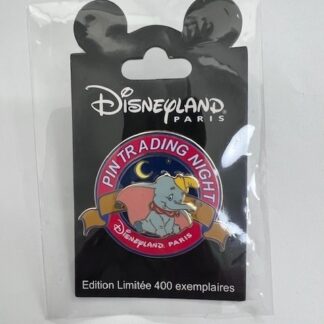 DISNEYLAND
PARIS
PIN TRADING NIGHT
DISNEYLAND PARIS
Edition Limitée 400 exemplaires